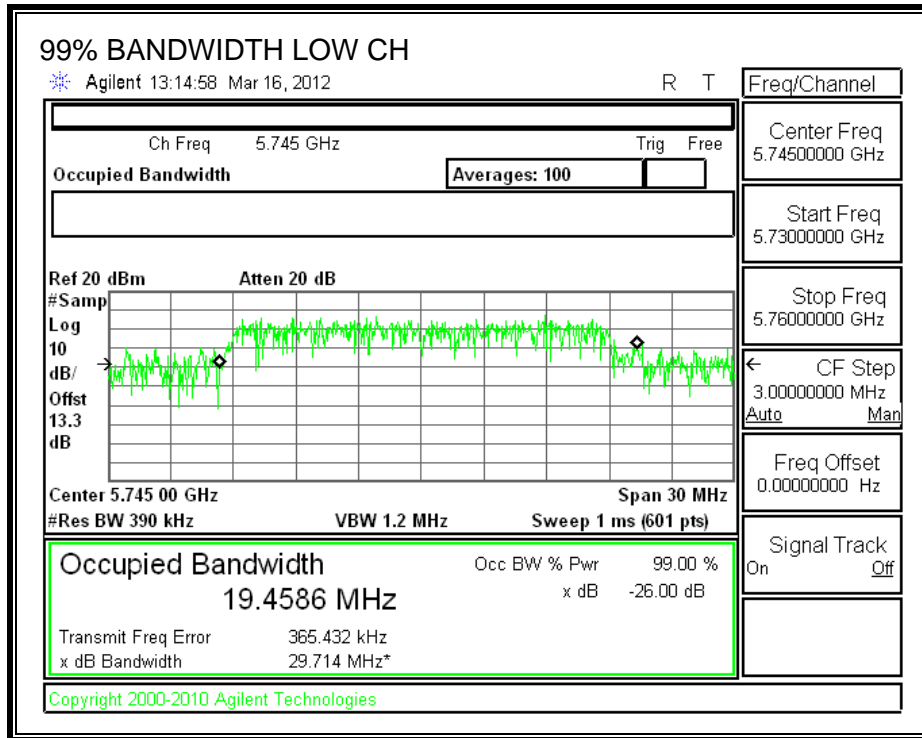 99% BANDWIDTH LOW CH
Agilent 13:14:58 Mar 16, 2012 R T
Ch Freq 5.745 GHz Trig Free
Occupied Bandwidth Averages: 100
Ref 20 dBm Atten 20 dB
#Samp
Log
10
dB/
Offst
13.3
dB
Center 5.745 00 GHz Span 30 MHz
#Res BW 390 kHz VBW 1.2 MHz Sweep 1 ms (601 pts)
Occupied Bandwidth Occ BW % Pwr 99.00 %
19.4586 MHz x dB -26.00 dB
Transmit Freq Error 365.432 kHz
x dB Bandwidth 29.714 MHz*
Copyright 2000-2010 Agilent Technologies
Freq/Channel
Center Freq
5.74500000 GHz
Start Freq
5.73000000 GHz
Stop Freq
5.76000000 GHz
CF Step
3.00000000 MHz
Auto Man
Freq Offset
0.00000000 Hz
Signal Track
On Off